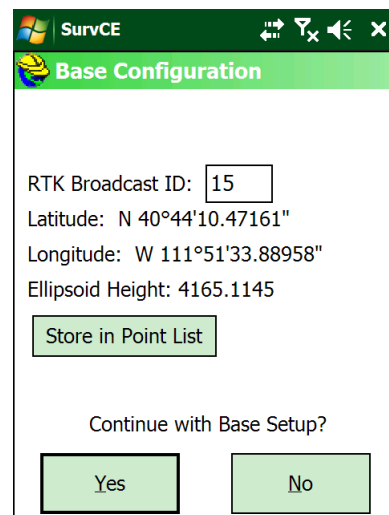 SurvCE
Base Configuration
RTK Broadcast ID: 15
Latitude: N 40°44'10.47161"
Longitude: W 111°51'33.88958"
Ellipsoid Height: 4165.1145
Store in Point List
Continue with Base Setup?
Yes No